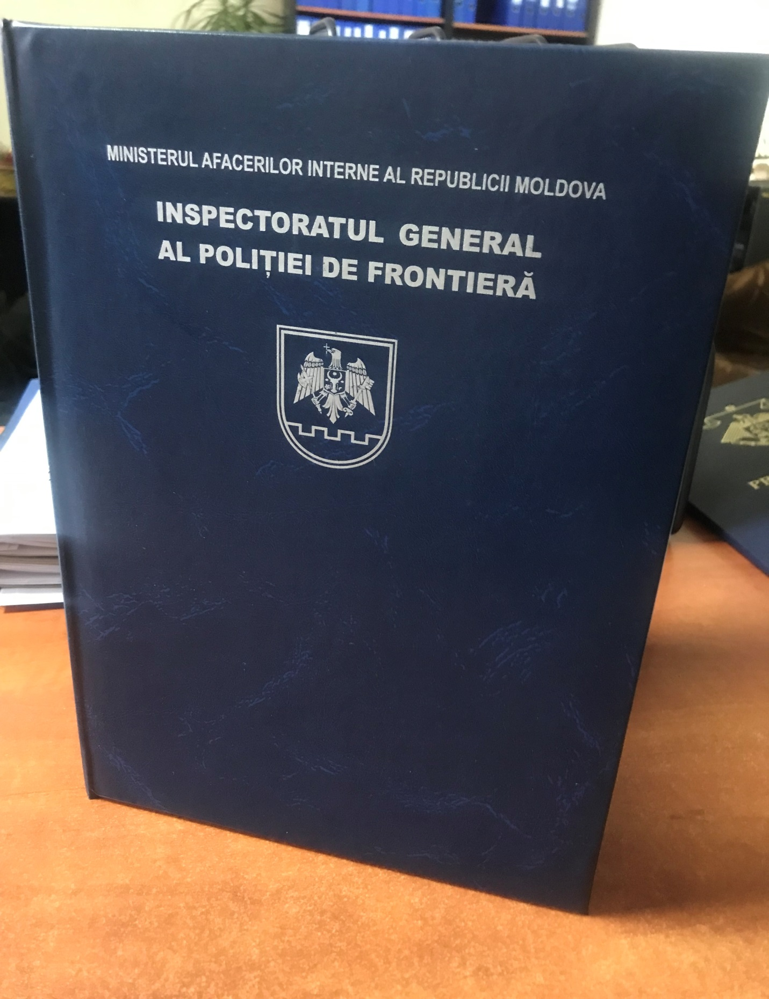 MINISTERUL AFACERILOR INTERNE AL REPUBLICII MOLDOVA
INSPECTORATUL GENERAL
AL POLIȚIEI DE FRONTIERĂ